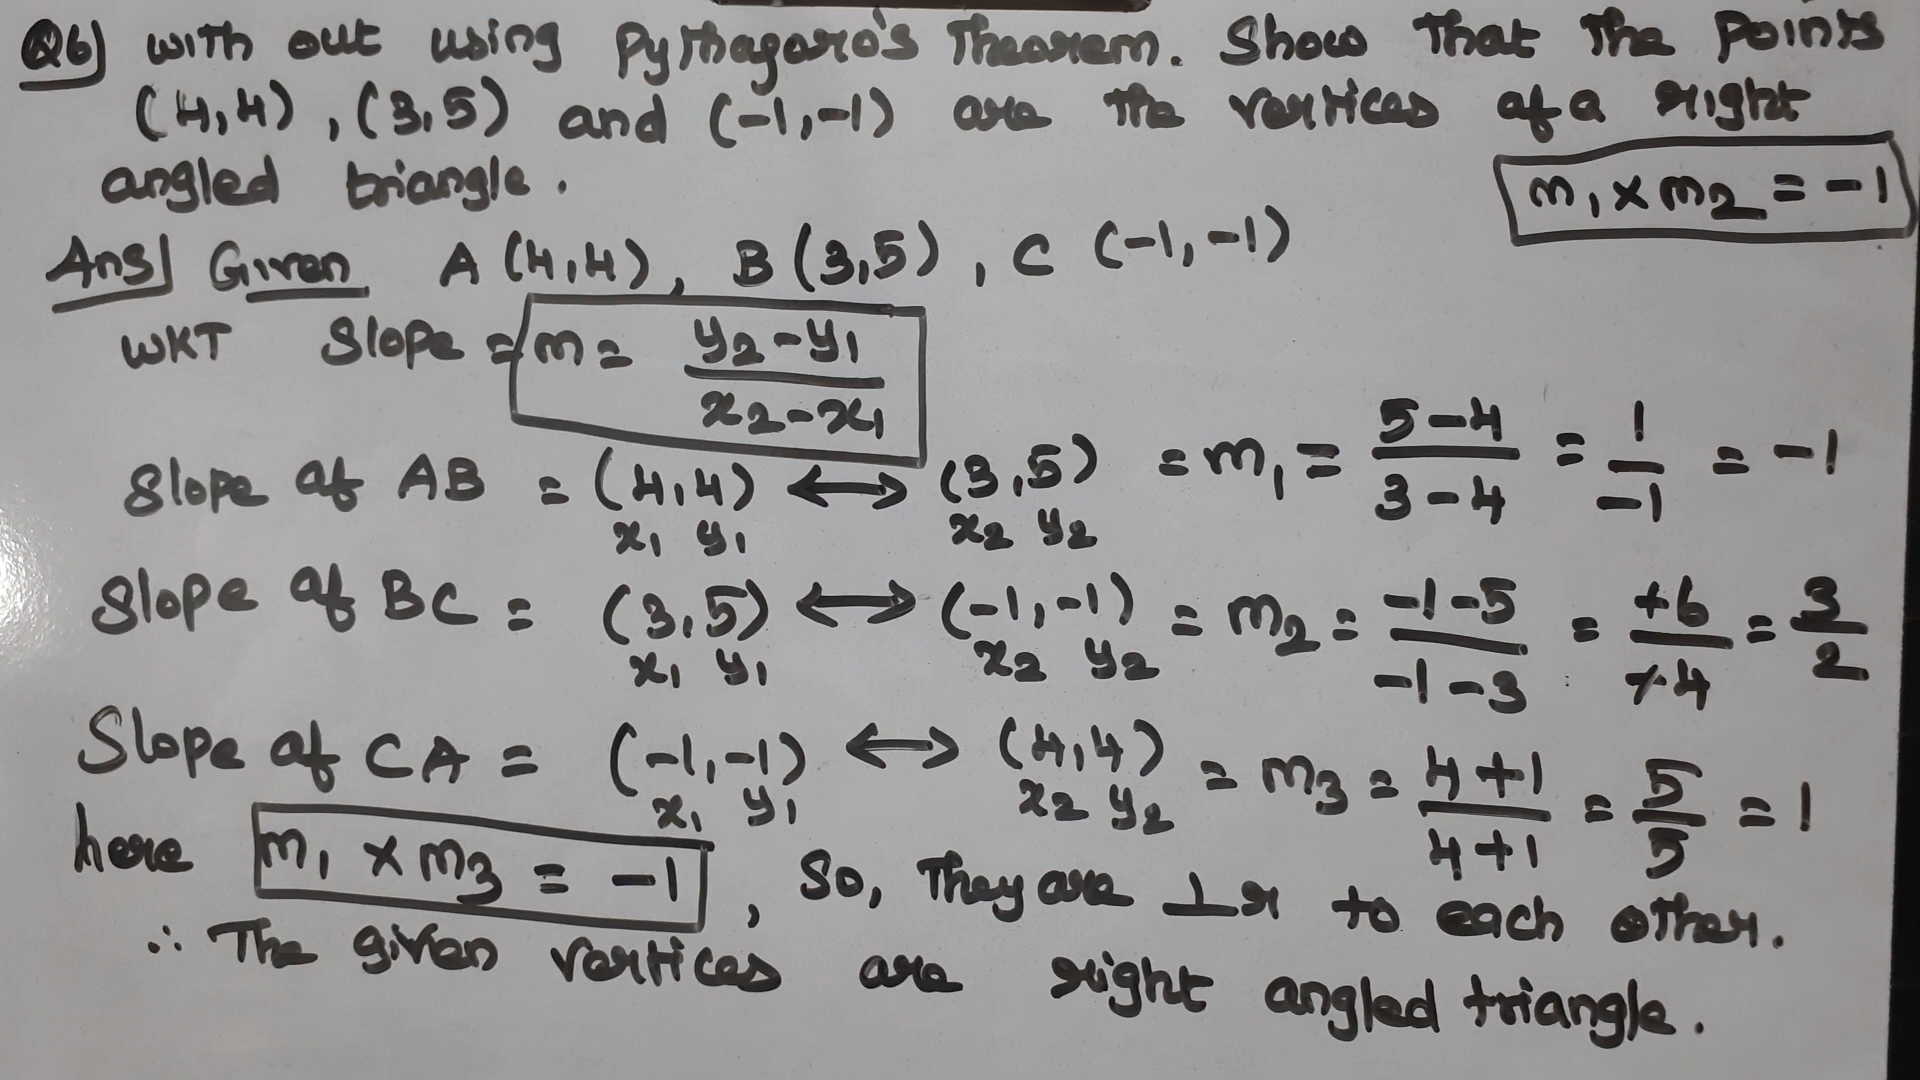 Q6) with out using Pythagoro's Theorem. Show That The Points
(4,4) , (3,5) and (-1,-1) are the vertices of a right
angled triangle.
m₁ x m₂ = -1
Ans) Given A (4,4), B (3,5) , C (-1,-1)
WKT Slope = m = y₂-y₁ / x₂-x₁
Slope of AB = (4,4) ↔ (3,5) = m₁ = 5-4 / 3-4 = 1 / -1 = -1
x₁ y₁ x₂ y₂
Slope of BC = (3,5) ↔ (-1,-1) = m₂ = -1-5 / -1-3 = +6 / +4 = 3 / 2
x₁ y₁ x₂ y₂
Slope of CA = (-1,-1) ↔ (4,4) = m₃ = 4+1 / 4+1 = 5 / 5 = 1
x₁ y₁ x₂ y₂
here m₁ x m₃ = -1 , So, They are ⊥r to each other.
∴ The given vertices are right angled triangle.